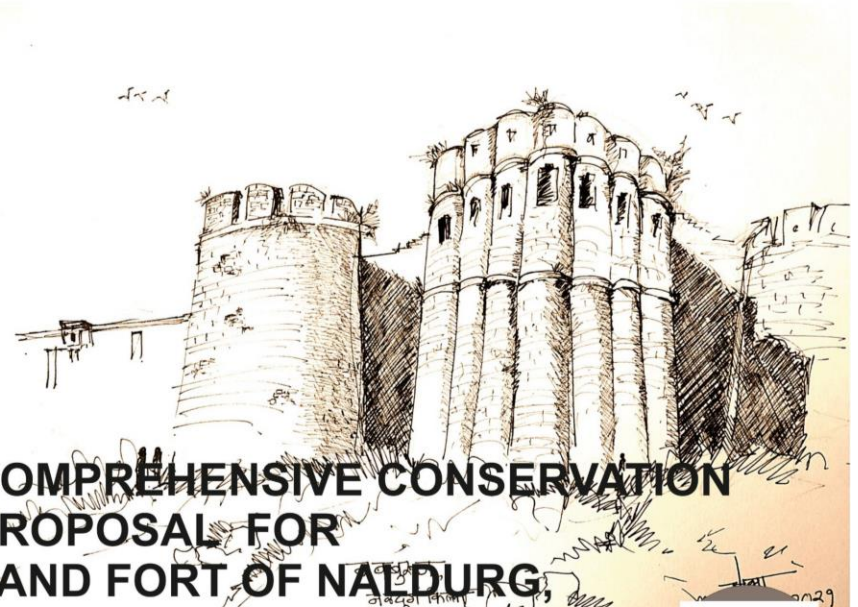 OMPREHENSIVE CONSERVATION
ROPOSAL FOR
AND FORT OF NALDURG,